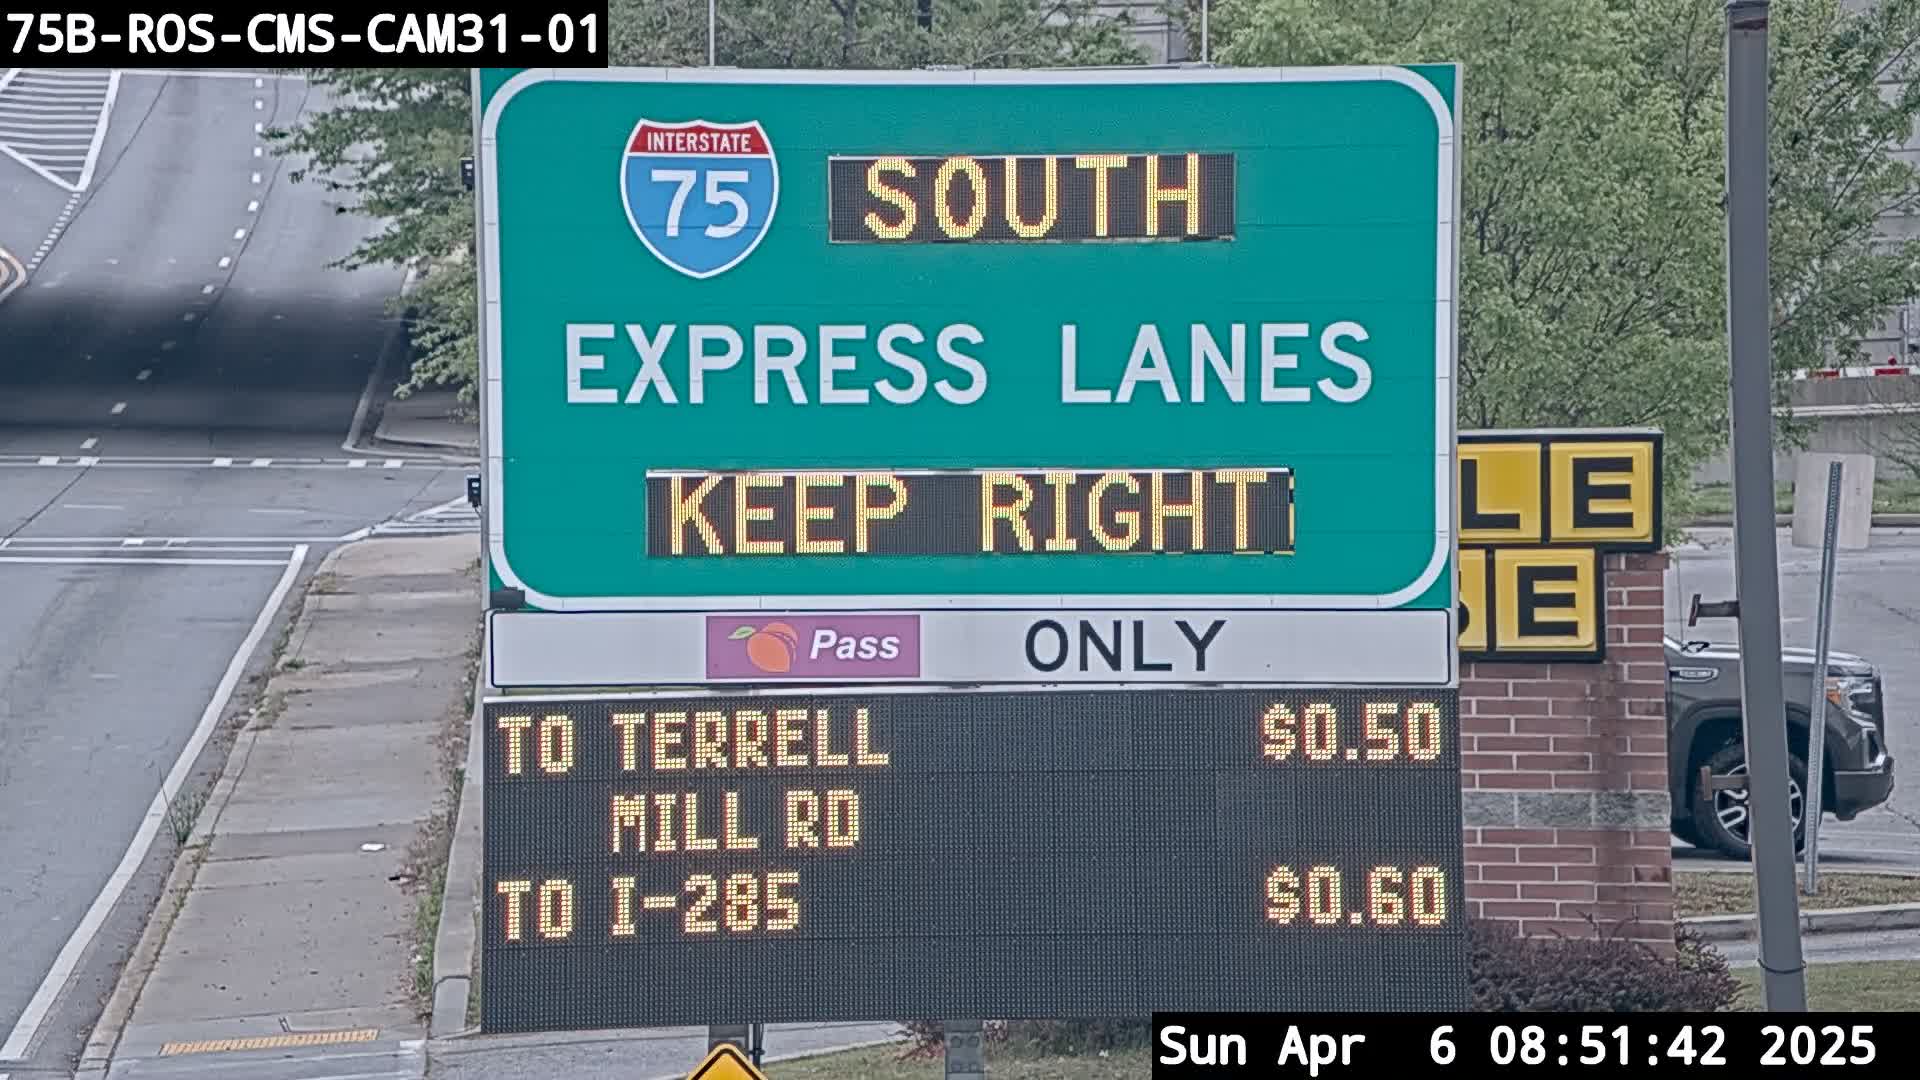 75B-ROS-CMS-CAM31-01
INTERSTATE
75
SOUTH
EXPRESS LANES
KEEP RIGHT
Pass ONLY
TO TERRELL $0.50
MILL RD
TO I-285 $0.60
LE
E
Sun Apr 6 08:51:42 2025